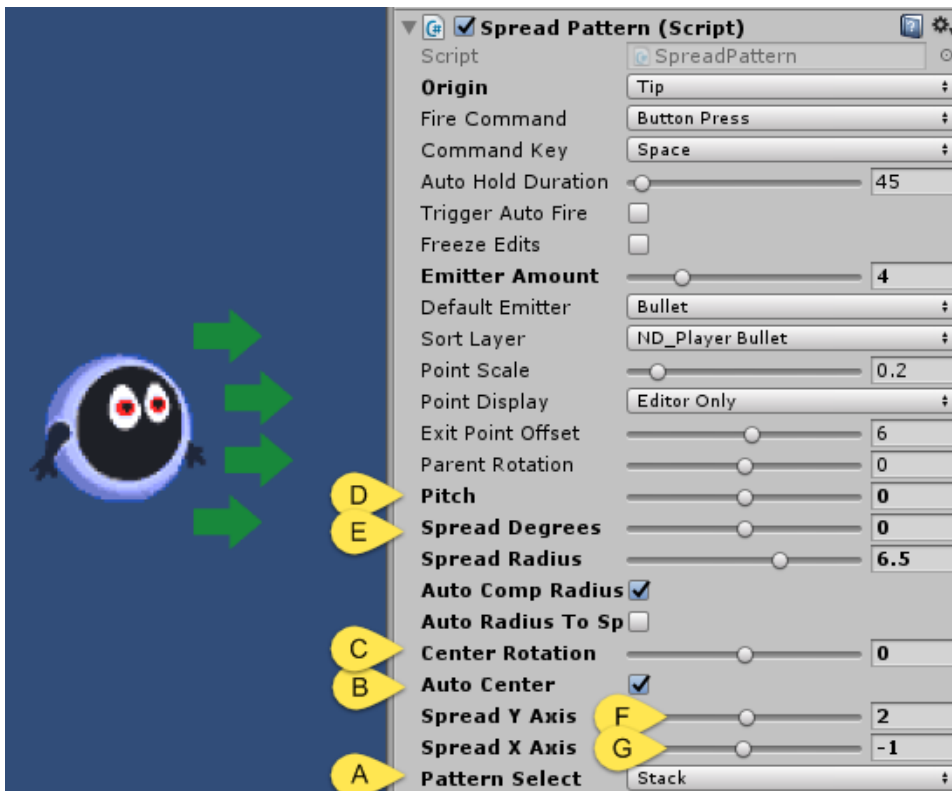 Spread Pattern (Script)
Script SpreadPattern
Origin Tip
Fire Command Button Press
Command Key Space
Auto Hold Duration 45
Trigger Auto Fire
Freeze Edits
Emitter Amount 4
Default Emitter Bullet
Sort Layer ND_Player Bullet
Point Scale 0.2
Point Display Editor Only
Exit Point Offset 6
Parent Rotation 0
D Pitch 0
E Spread Degrees 0
Spread Radius 6.5
Auto Comp Radius
Auto Radius To Sp
C Center Rotation 0
B Auto Center
Spread Y Axis F 2
Spread X Axis G -1
A Pattern Select Stack